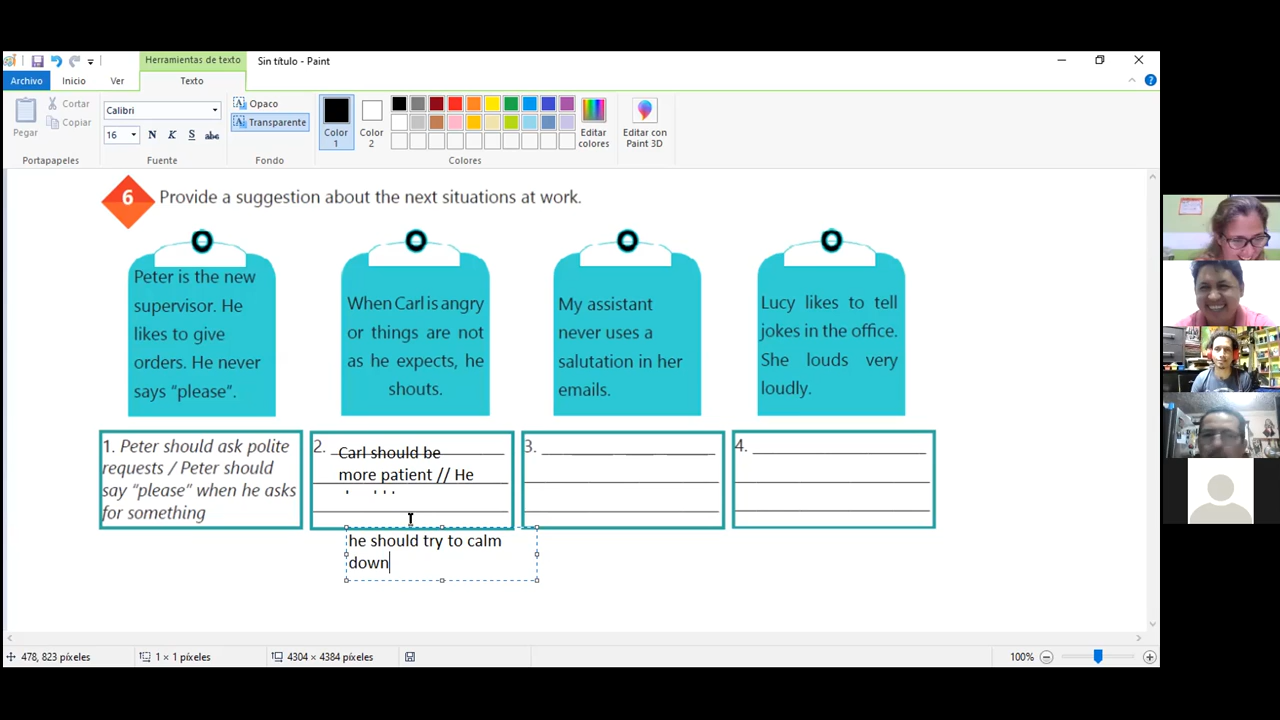 Herramientas de texto
Sin título - Paint
Archivo
Inicio
Ver
Texto
Pegar
Cortar
Copiar
Portapapeles
Calibri
16
N
K
S
abc
Fuente
Opaco
Transparente
Fondo
Color
1
Color
2
Editar
colores
Editar con
Paint 3D
Colores
6 Provide a suggestion about the next situations at work.
Peter is the new
supervisor. He
likes to give
orders. He never
says “please”.
When Carl is angry
or things are not
as he expects, he
shouts.
My assistant
never uses a
salutation in her
emails.
Lucy likes to tell
jokes in the office.
She louds very
loudly.
1. Peter should ask polite
requests / Peter should
say “please” when he asks
for something
2. Carl should be
more patient // He
he should try to calm
down
3.
4.
478, 823 píxeles
1 × 1 píxeles
4304 × 4384 píxeles
100%